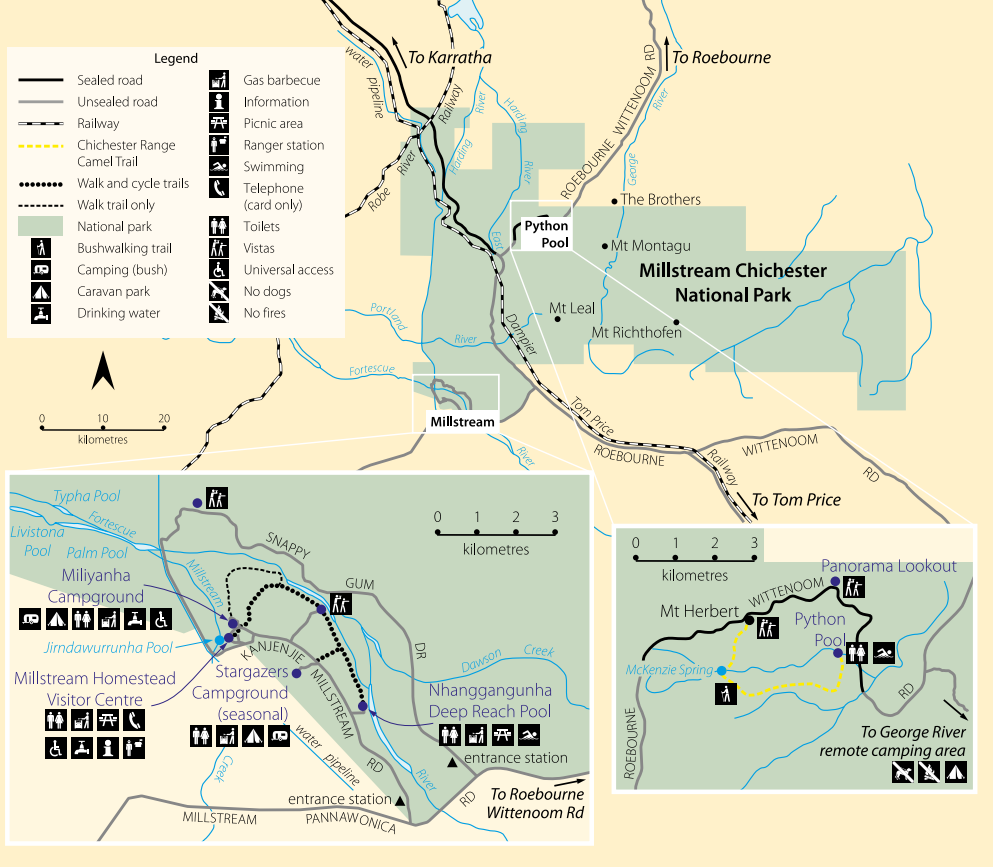 Legend
Sealed road
Unsealed road
Railway
Chichester Range
Camel Trail
Walk and cycle trails
Walk trail only
National park
Bushwalking trail
Camping (bush)
Caravan park
Drinking water
Gas barbecue
Information
Picnic area
Ranger station
Swimming
Telephone
(card only)
Toilets
Vistas
Universal access
No dogs
No fires
0 10 20
kilometres
water pipeline
To Karratha
Railway
Robe River
Harding River
Harding River
East
ROEBOURNE WITTENOOM RD
To Roebourne
George River
The Brothers
Python
Pool
Mt Montagu
Millstream Chichester
National Park
Mt Leal
Mt Richthofen
Portland River
Dampier
Fortescue
River
Millstream
Tom Price
Railway
ROEBOURNE WITTENOOM RD
To Tom Price
Typha Pool
Fortescue
Livistona
Pool
Palm Pool
Millstream
Miliyanha
Campground
Jirndawurrunha Pool
Millstream Homestead
Visitor Centre
SNAPPY GUM DR
KANJENJIE
MILLSTREAM RD
Stargazers
Campground
(seasonal)
water pipeline
Creek
0 1 2 3
kilometres
Dawson Creek
Nhanggangunha
Deep Reach Pool
entrance station
River
entrance station
To Roebourne
Wittenoom Rd
MILLSTREAM PANNAWONICA RD
0 1 2 3
kilometres
Panorama Lookout
WITTENOOM
Mt Herbert
Python
Pool
McKenzie Spring
ROEBOURNE
RD
To George River
remote camping area